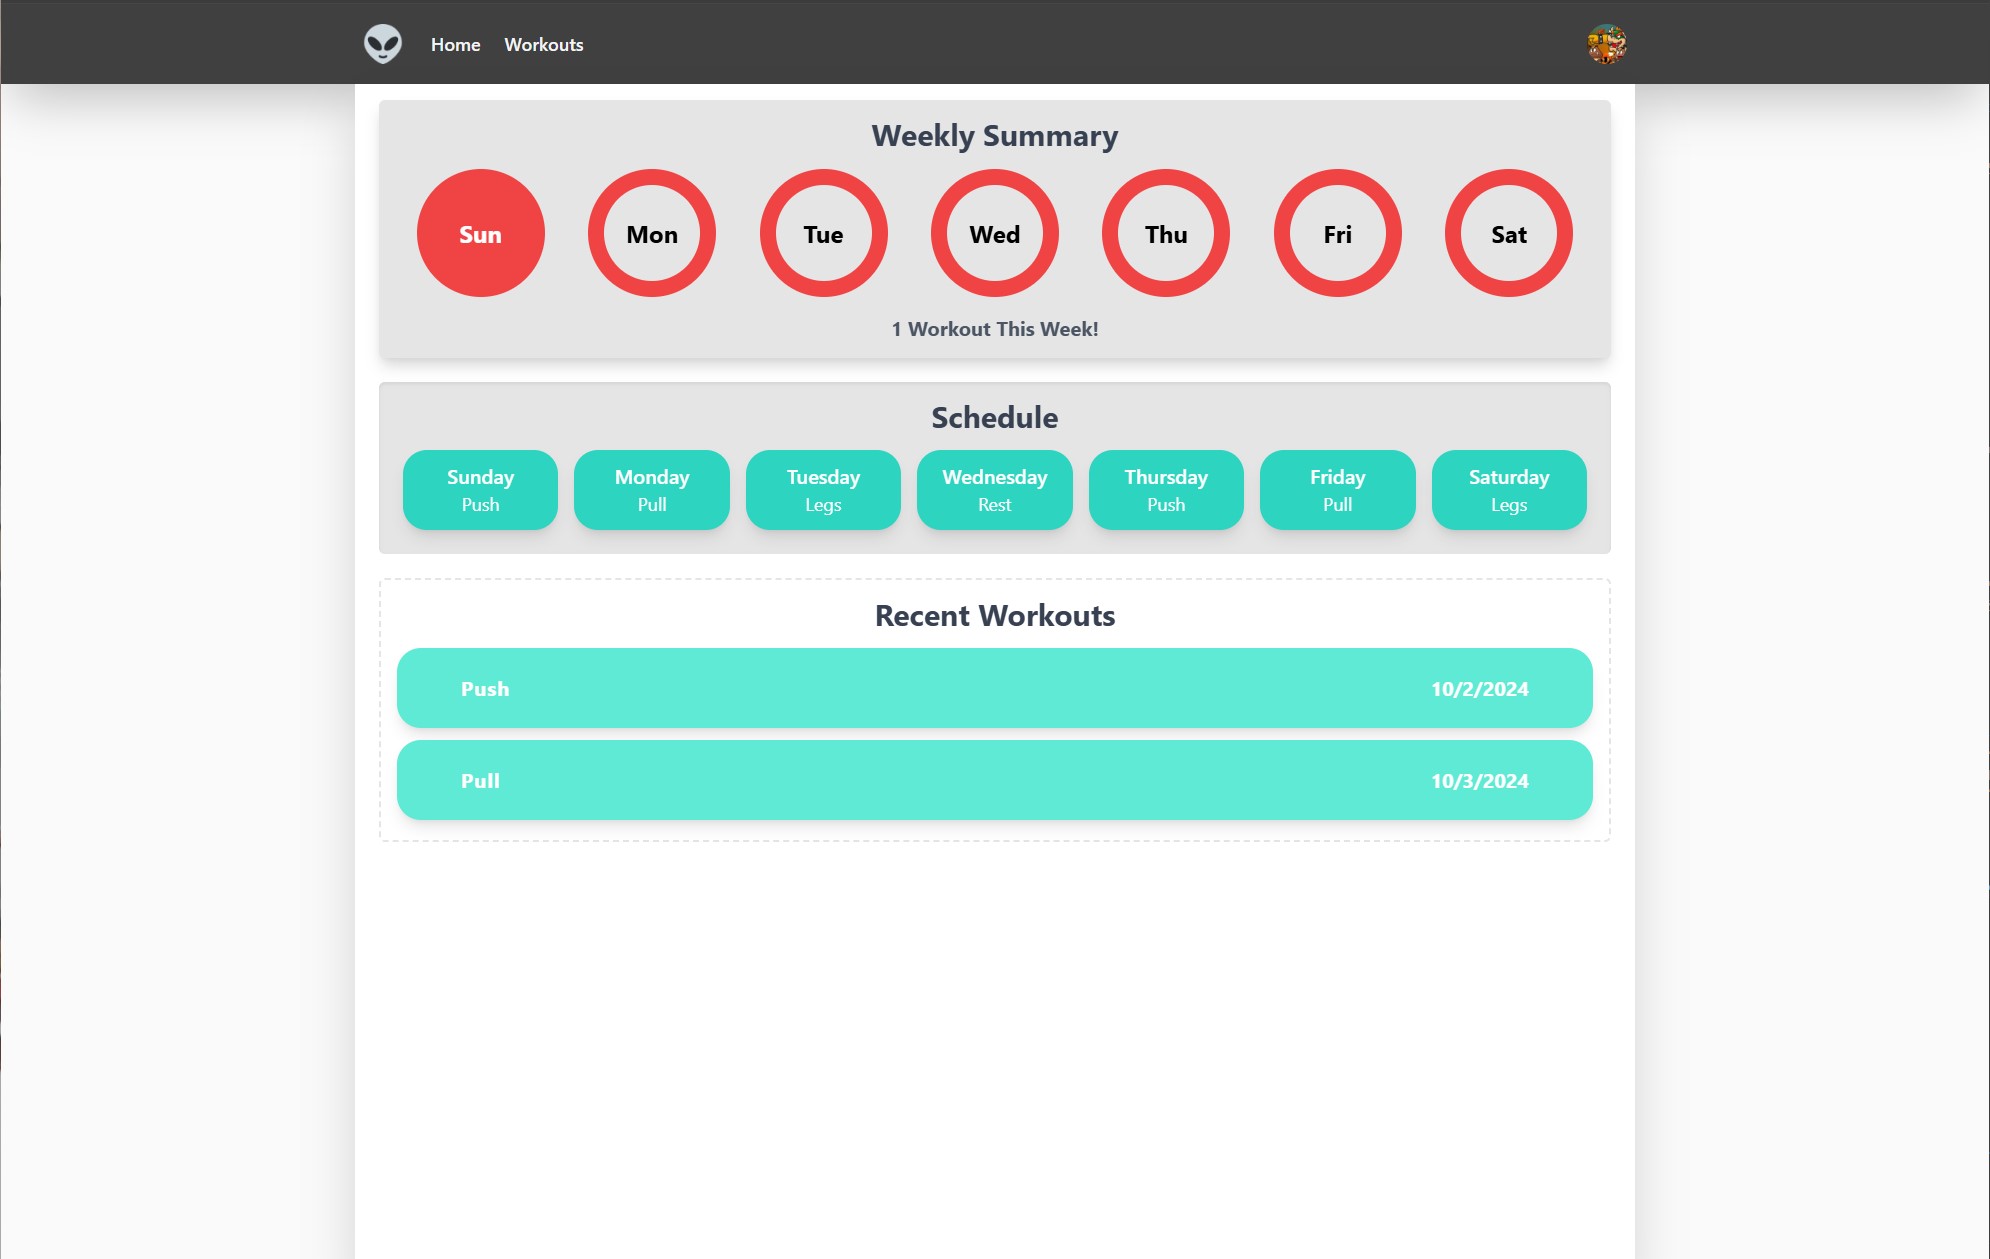 Home Workouts
Weekly Summary
Sun Mon Tue Wed Thu Fri Sat
1 Workout This Week!
Schedule
Sunday Monday Tuesday Wednesday Thursday Friday Saturday
Push Pull Legs Rest Push Pull Legs
Recent Workouts
Push 10/2/2024
Pull 10/3/2024